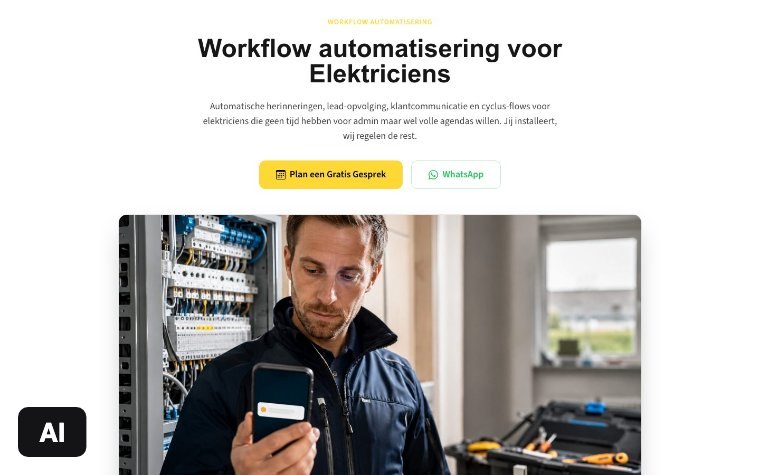 WORKFLOW AUTOMATISERING
Workflow automatisering voor
Elektriciens
Automatische herinneringen, lead-opvolging, klantcommunicatie en cyclus-flows voor
elektriciens die geen tijd hebben voor admin maar wel volle agendas willen. Jij installeert,
wij regelen de rest.
Plan een Gratis Gesprek
WhatsApp
AI